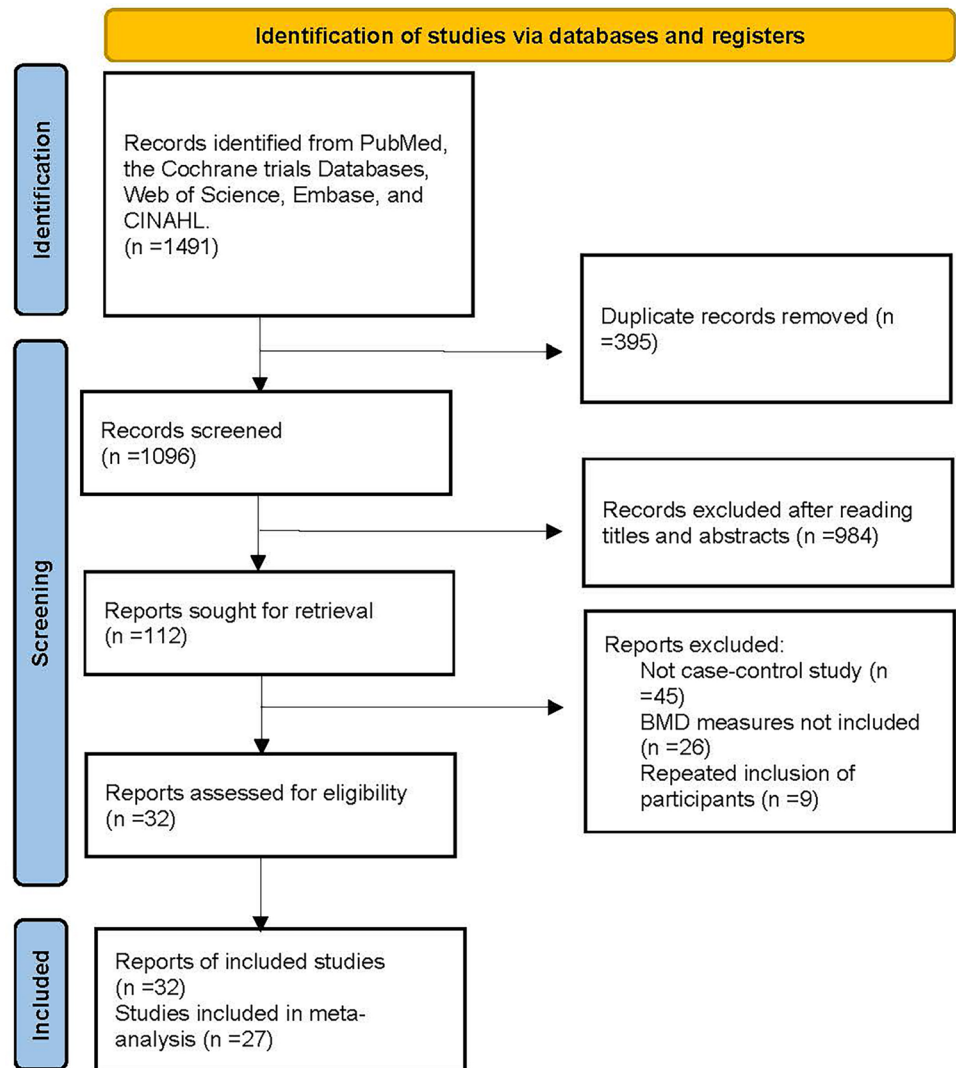 Identification of studies via databases and registers
Identification
Records identified from PubMed,
the Cochrane trials Databases,
Web of Science, Embase, and
CINAHL.
(n =1491)
Duplicate records removed (n
=395)
Screening
Records screened
(n =1096)
Records excluded after reading
titles and abstracts (n =984)
Reports sought for retrieval
(n =112)
Reports excluded:
Not case-control study (n
=45)
BMD measures not included
(n =26)
Repeated inclusion of
participants (n =9)
Reports assessed for eligibility
(n =32)
Included
Reports of included studies
(n =32)
Studies included in meta-
analysis (n =27)